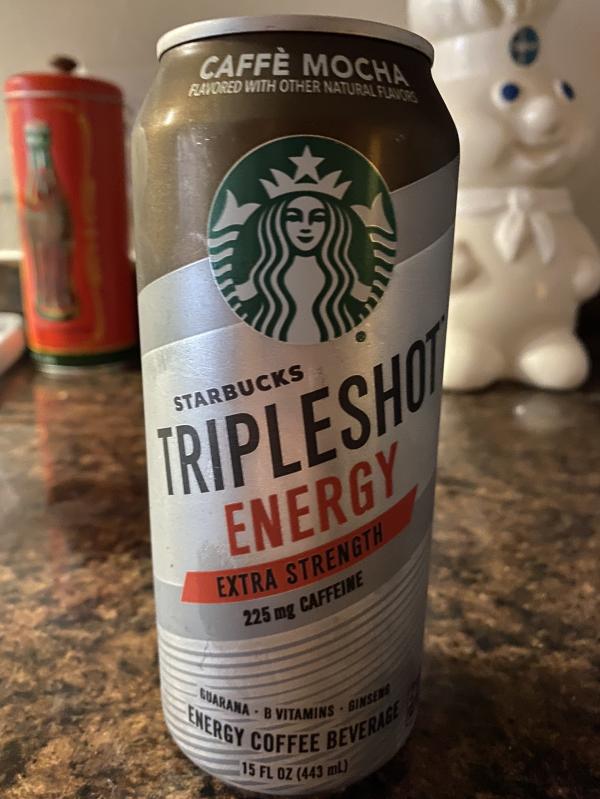 CAFFÈ MOCHA
FLAVORED WITH OTHER NATURAL FLAVORS
®
STARBUCKS
TRIPLESHOT
ENERGY
EXTRA STRENGTH
225 mg CAFFEINE
GUARANA · B VITAMINS · GINSENG
ENERGY COFFEE BEVERAGE
15 FL OZ (443 mL)